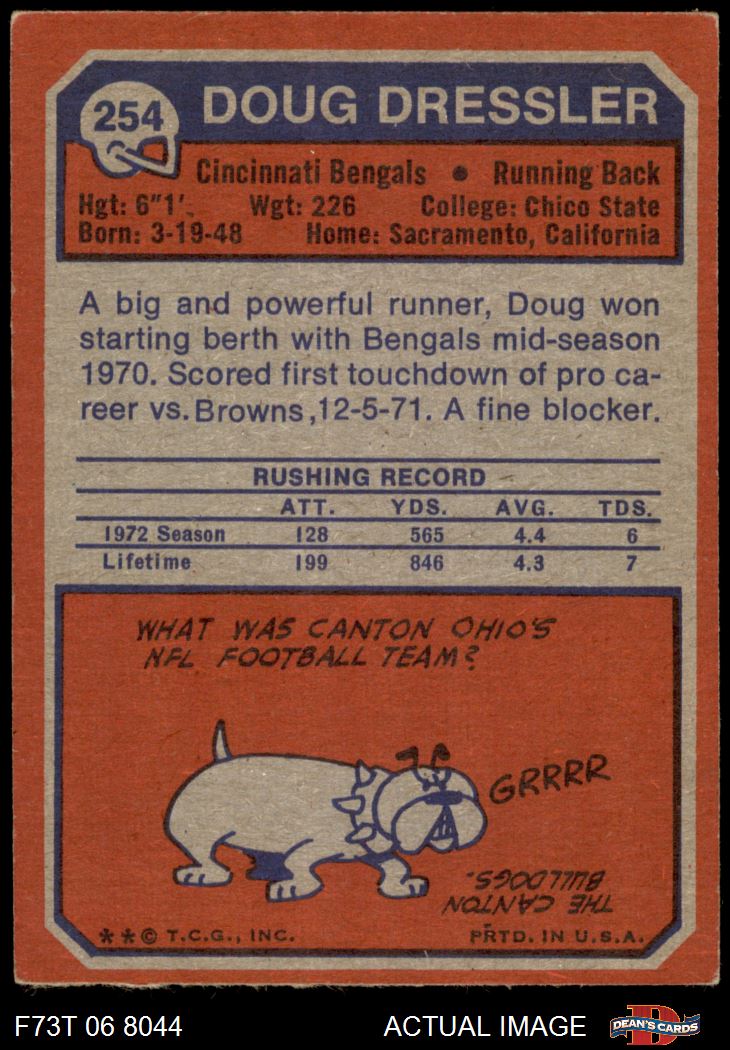 254
DOUG DRESSLER
Cincinnati Bengals • Running Back
Hgt: 6"1'. Wgt: 226 College: Chico State
Born: 3-19-48 Home: Sacramento, California
A big and powerful runner, Doug won
starting berth with Bengals mid-season
1970. Scored first touchdown of pro ca-
reer vs. Browns ,12-5-71. A fine blocker.
RUSHING RECORD
ATT. YDS. AVG. TDS.
1972 Season 128 565 4.4 6
Lifetime 199 846 4.3 7
WHAT WAS CANTON OHIO'S
NFL FOOTBALL TEAM?
GRRRR
THE CANTON
BULLDOGS.
**© T.C.G., INC. PRTD. IN U.S.A.
F73T 06 8044 ACTUAL IMAGE
D
DEAN'S CARDS